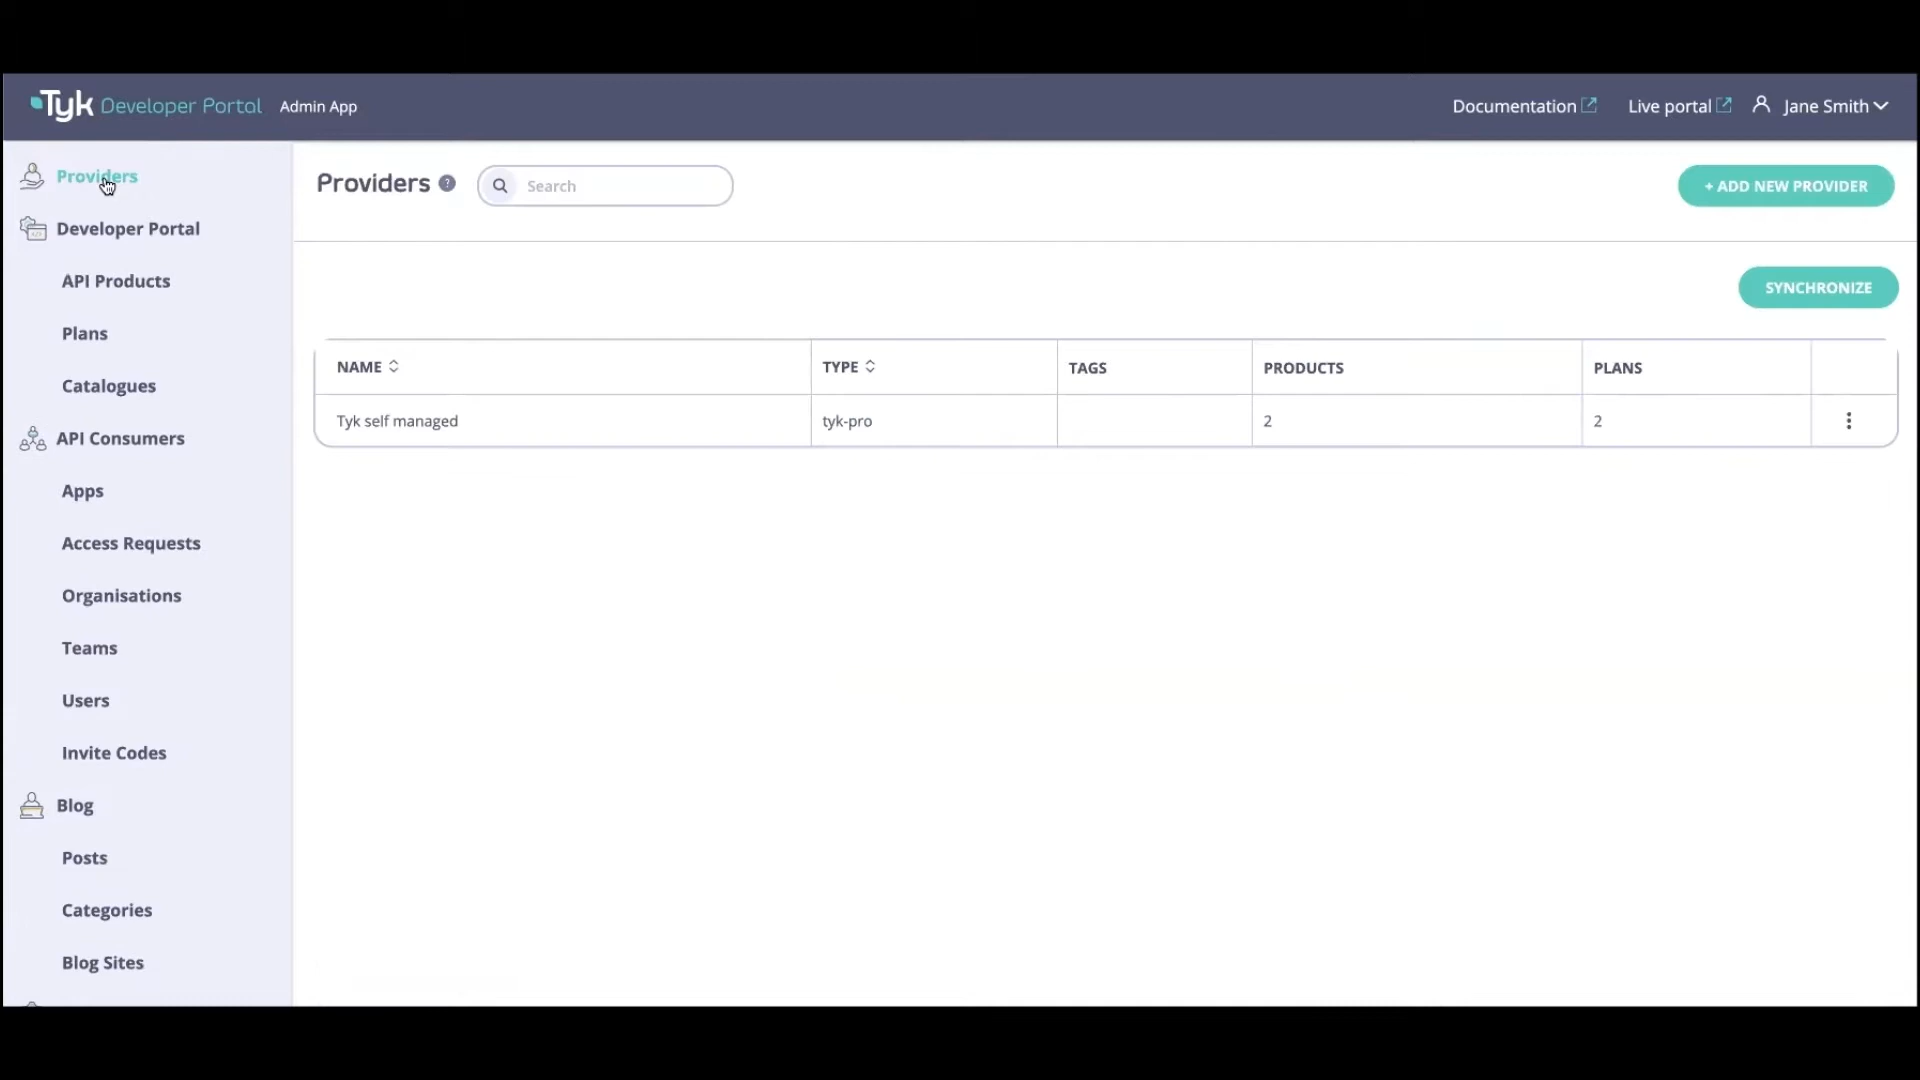 Tyk Developer Portal Admin App Documentation Live portal Jane Smith
Providers
Developer Portal
API Products
Plans
Catalogues
API Consumers
Apps
Access Requests
Organisations
Teams
Users
Invite Codes
Blog
Posts
Categories
Blog Sites
Providers ? Search + ADD NEW PROVIDER
SYNCHRONIZE
NAME TYPE TAGS PRODUCTS PLANS
Tyk self managed tyk-pro 2 2